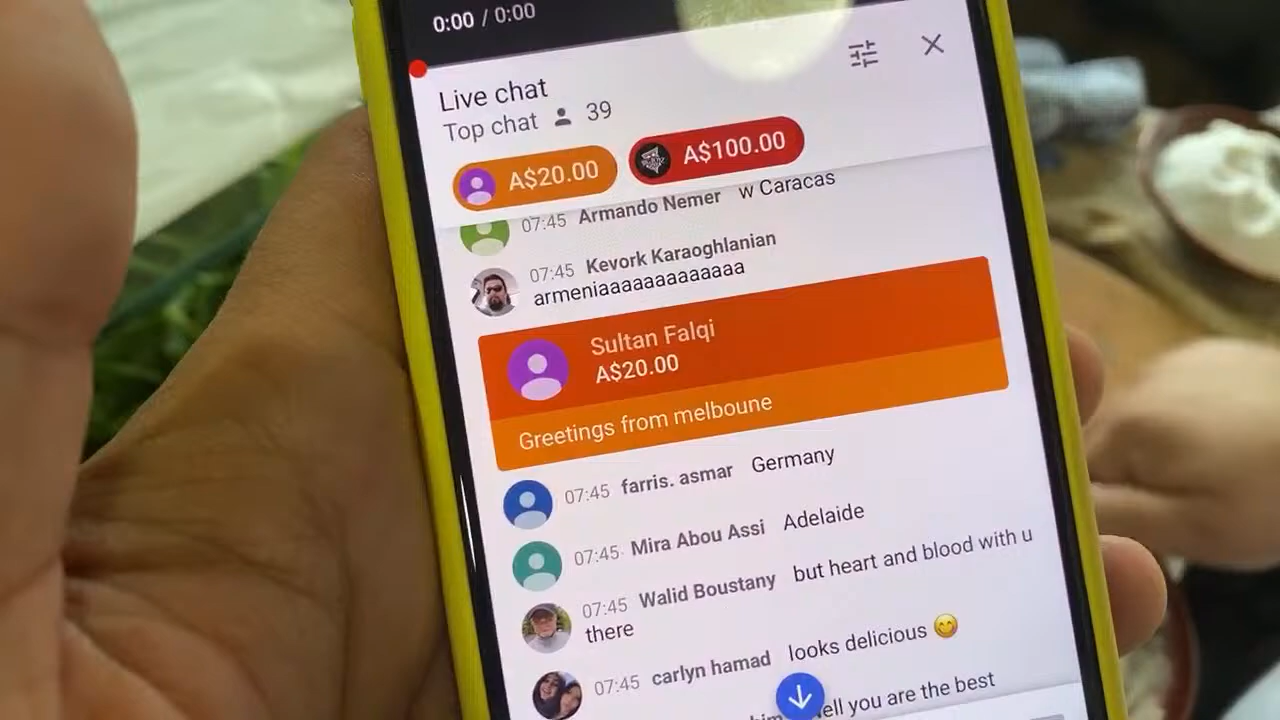 0:00 / 0:00
Live chat
Top chat 39
A$20.00 A$100.00
07:45 Armando Nemer w Caracas
07:45 Kevork Karaoghlanian
armeniaaaaaaaaaaaaa
Sultan Falqi
A$20.00
Greetings from melboune
07:45 farris. asmar Germany
07:45 Mira Abou Assi Adelaide
07:45 Walid Boustany but heart and blood with u
there
07:45 carlyn hamad looks delicious 😋
you are the best